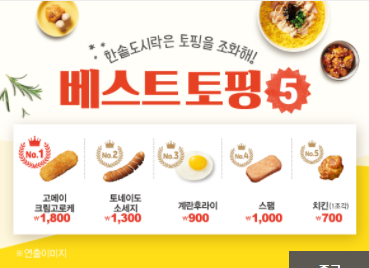 한솥도시락은 토핑을 조화해!
베스트토핑 5
No.1
No.2
No.3
No.4
No.5
고메이
크림고로케
₩1,800
토네이도
소세지
₩1,300
계란후라이
₩900
스팸
₩1,000
치킨(1조각)
₩700
※연출이미지